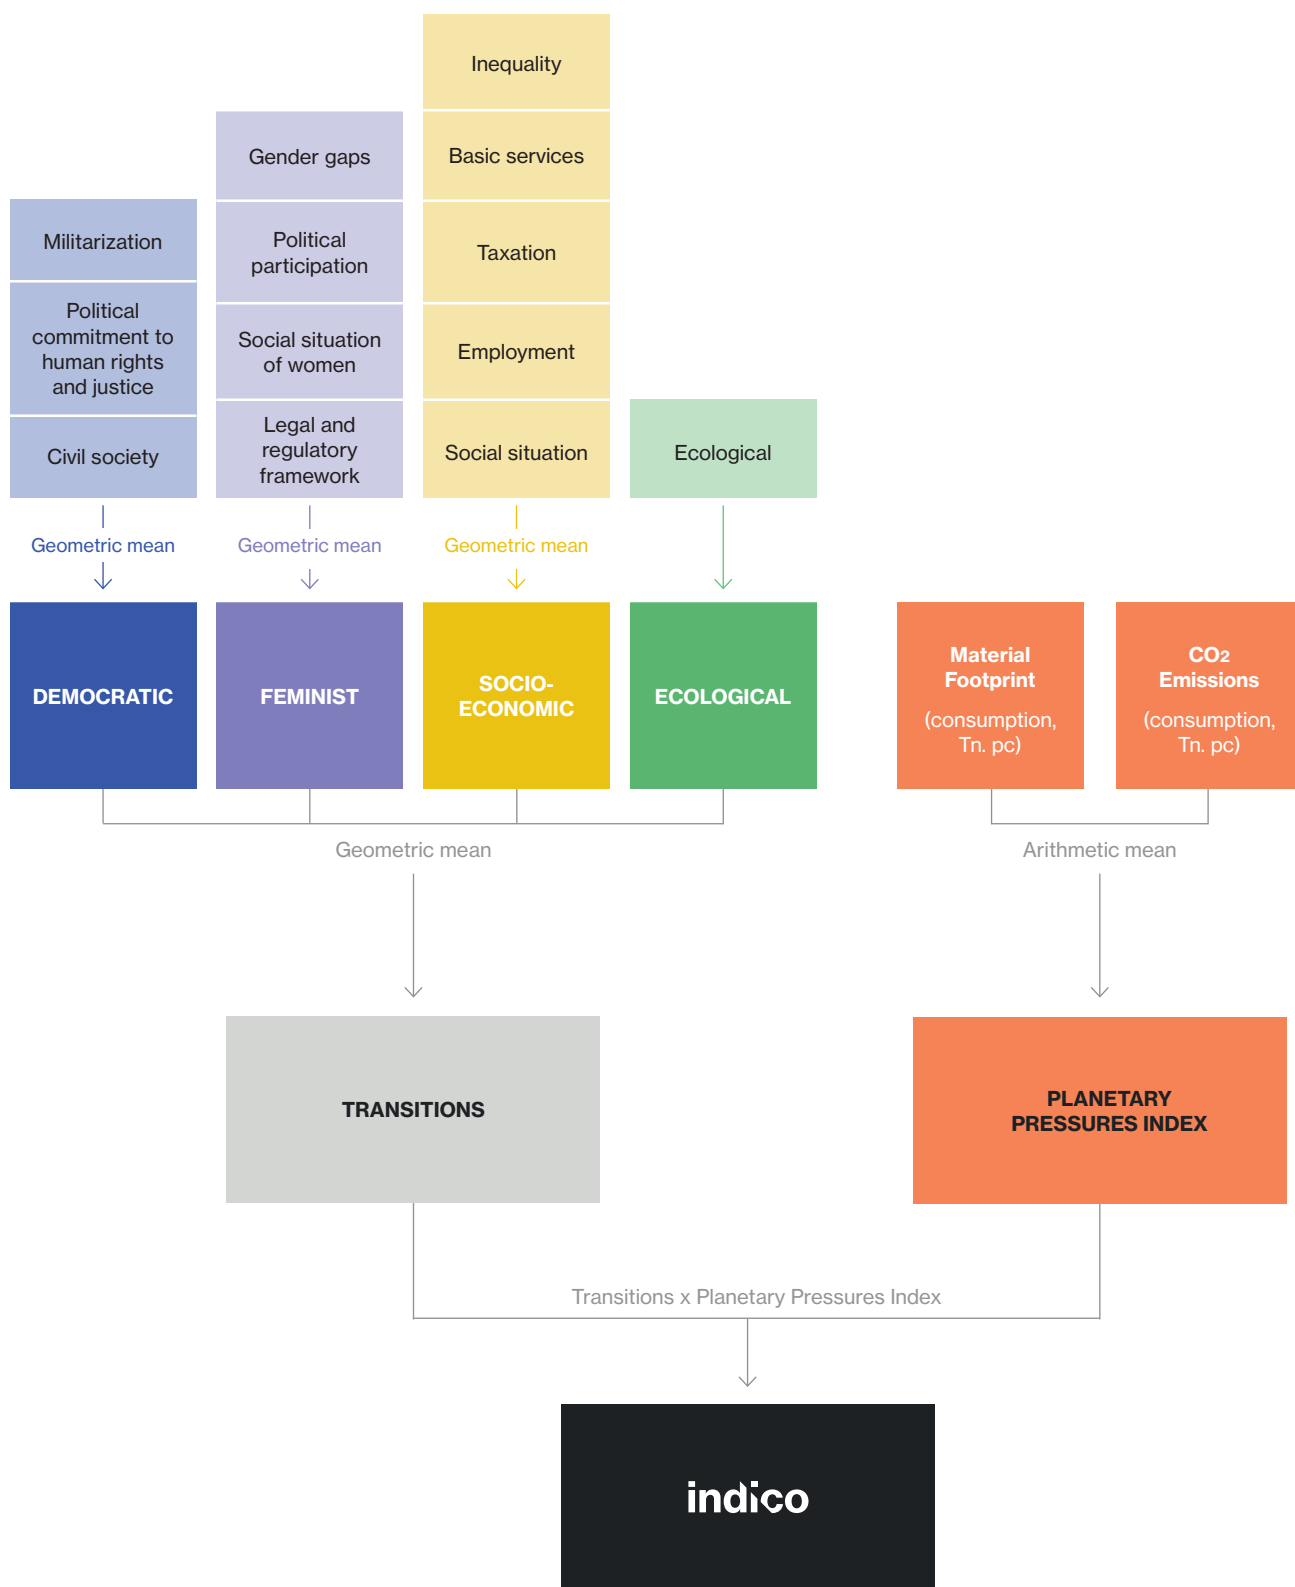 Inequality
Basic services
Taxation
Employment
Social situation
Gender gaps
Political
participation
Social situation
of women
Legal and
regulatory
framework
Militarization
Political
commitment to
human rights
and justice
Civil society
Ecological
Geometric mean
Geometric mean
Geometric mean
DEMOCRATIC
FEMINIST
SOCIO-
ECONOMIC
ECOLOGICAL
Material
Footprint
(consumption,
Tn. pc)
CO2
Emissions
(consumption,
Tn. pc)
Geometric mean
Arithmetic mean
TRANSITIONS
PLANETARY
PRESSURES INDEX
Transitions x Planetary Pressures Index
indico